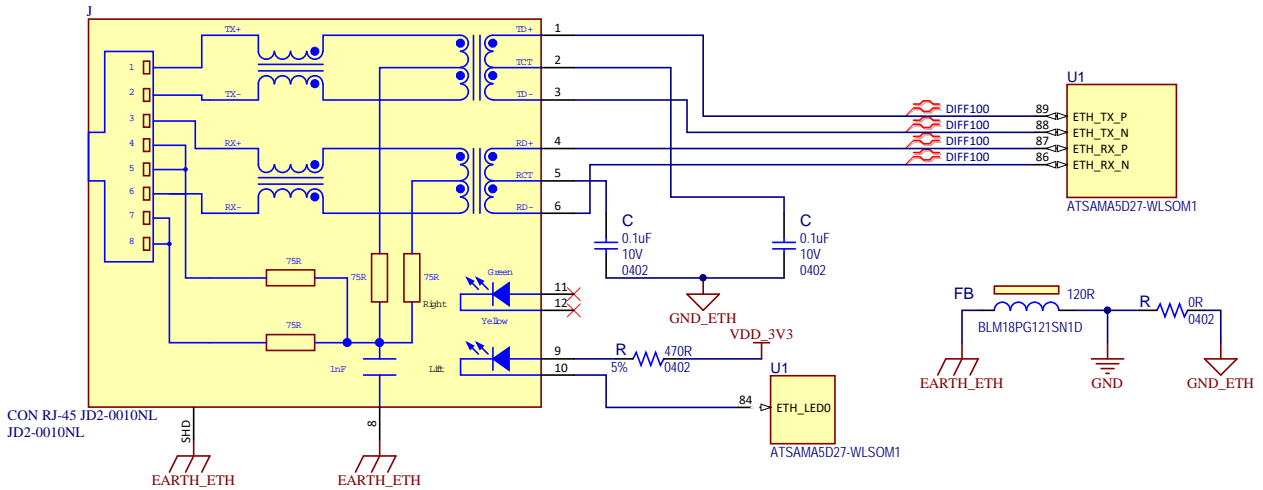 J
TX+
TX-
RX+
RX-
1
2
3
4
5
6
7
8
TD+
TCT
TD-
RD+
RCT
RD-
1
2
3
4
5
6
75R
75R
75R
75R
1nF
Green
Right
Yellow
Lift
11
12
9
10
SHD
8
EARTH_ETH
EARTH_ETH
CON RJ-45 JD2-0010NL
JD2-0010NL
C
0.1uF
10V
0402
C
0.1uF
10V
0402
GND_ETH
VDD_3V3
R
470R
5%
0402
U1
84
ETH_LED0
ATSAMA5D27-WLSOM1
DIFF100
DIFF100
DIFF100
DIFF100
U1
89
ETH_TX_P
88
ETH_TX_N
87
ETH_RX_P
86
ETH_RX_N
ATSAMA5D27-WLSOM1
FB
120R
BLM18PG121SN1D
R
0R
0402
EARTH_ETH
GND
GND_ETH